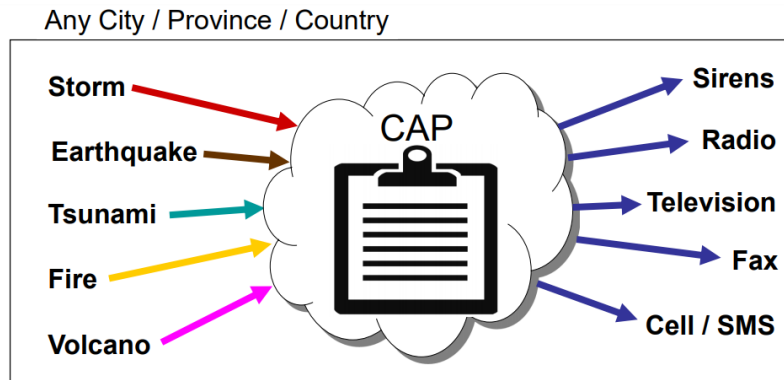 Any City / Province / Country
Storm
Earthquake
Tsunami
Fire
Volcano
CAP
Sirens
Radio
Television
Fax
Cell / SMS